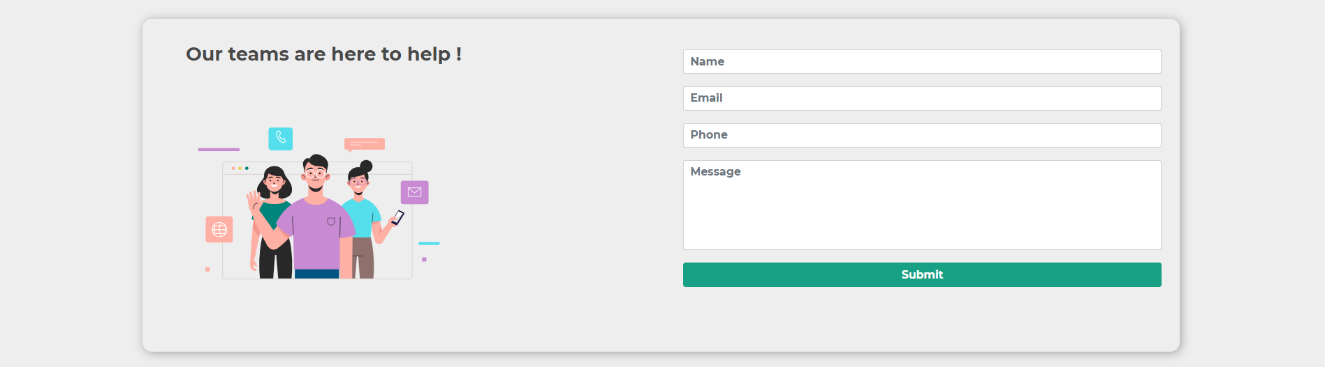 Our teams are here to help !
Name
Email
Phone
Message
Submit